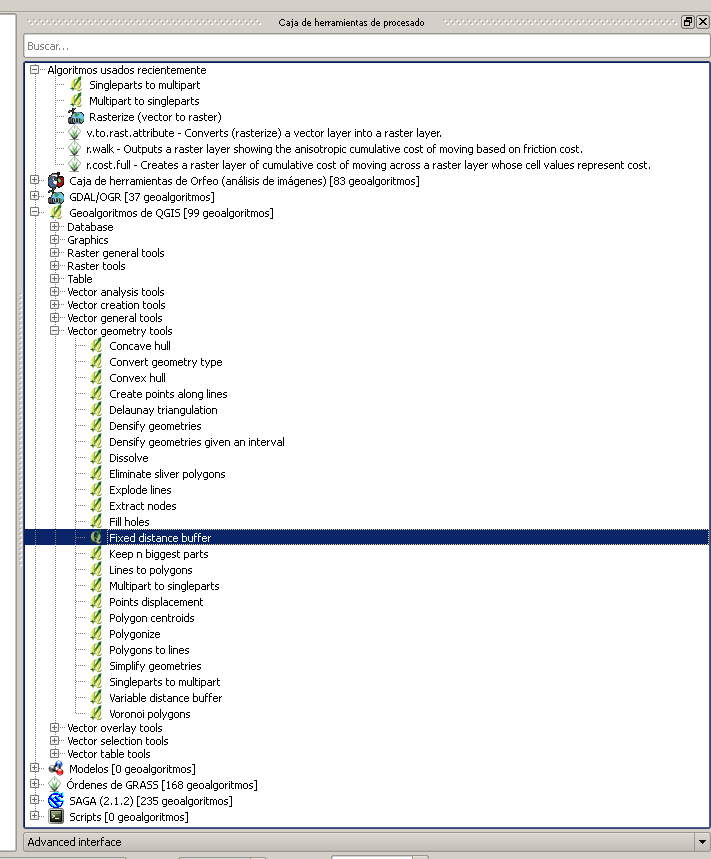 Caja de herramientas de procesado
Buscar...
Algoritmos usados recientemente
Singleparts to multipart
Multipart to singleparts
Rasterize (vector to raster)
v.to.rast.attribute - Converts (rasterize) a vector layer into a raster layer.
r.walk - Outputs a raster layer showing the anisotropic cumulative cost of moving based on friction cost.
r.cost.full - Creates a raster layer of cumulative cost of moving across a raster layer whose cell values represent cost.
Caja de herramientas de Orfeo (análisis de imágenes) [83 geoalgoritmos]
GDAL/OGR [37 geoalgoritmos]
Geoalgoritmos de QGIS [99 geoalgoritmos]
Database
Graphics
Raster general tools
Raster tools
Table
Vector analysis tools
Vector creation tools
Vector general tools
Vector geometry tools
Concave hull
Convert geometry type
Convex hull
Create points along lines
Delaunay triangulation
Densify geometries
Densify geometries given an interval
Dissolve
Eliminate sliver polygons
Explode lines
Extract nodes
Fill holes
Fixed distance buffer
Keep n biggest parts
Lines to polygons
Multipart to singleparts
Points displacement
Polygon centroids
Polygonize
Polygons to lines
Simplify geometries
Singleparts to multipart
Variable distance buffer
Voronoi polygons
Vector overlay tools
Vector selection tools
Vector table tools
Modelos [0 geoalgoritmos]
Órdenes de GRASS [168 geoalgoritmos]
SAGA (2.1.2) [235 geoalgoritmos]
Scripts [0 geoalgoritmos]
Advanced interface